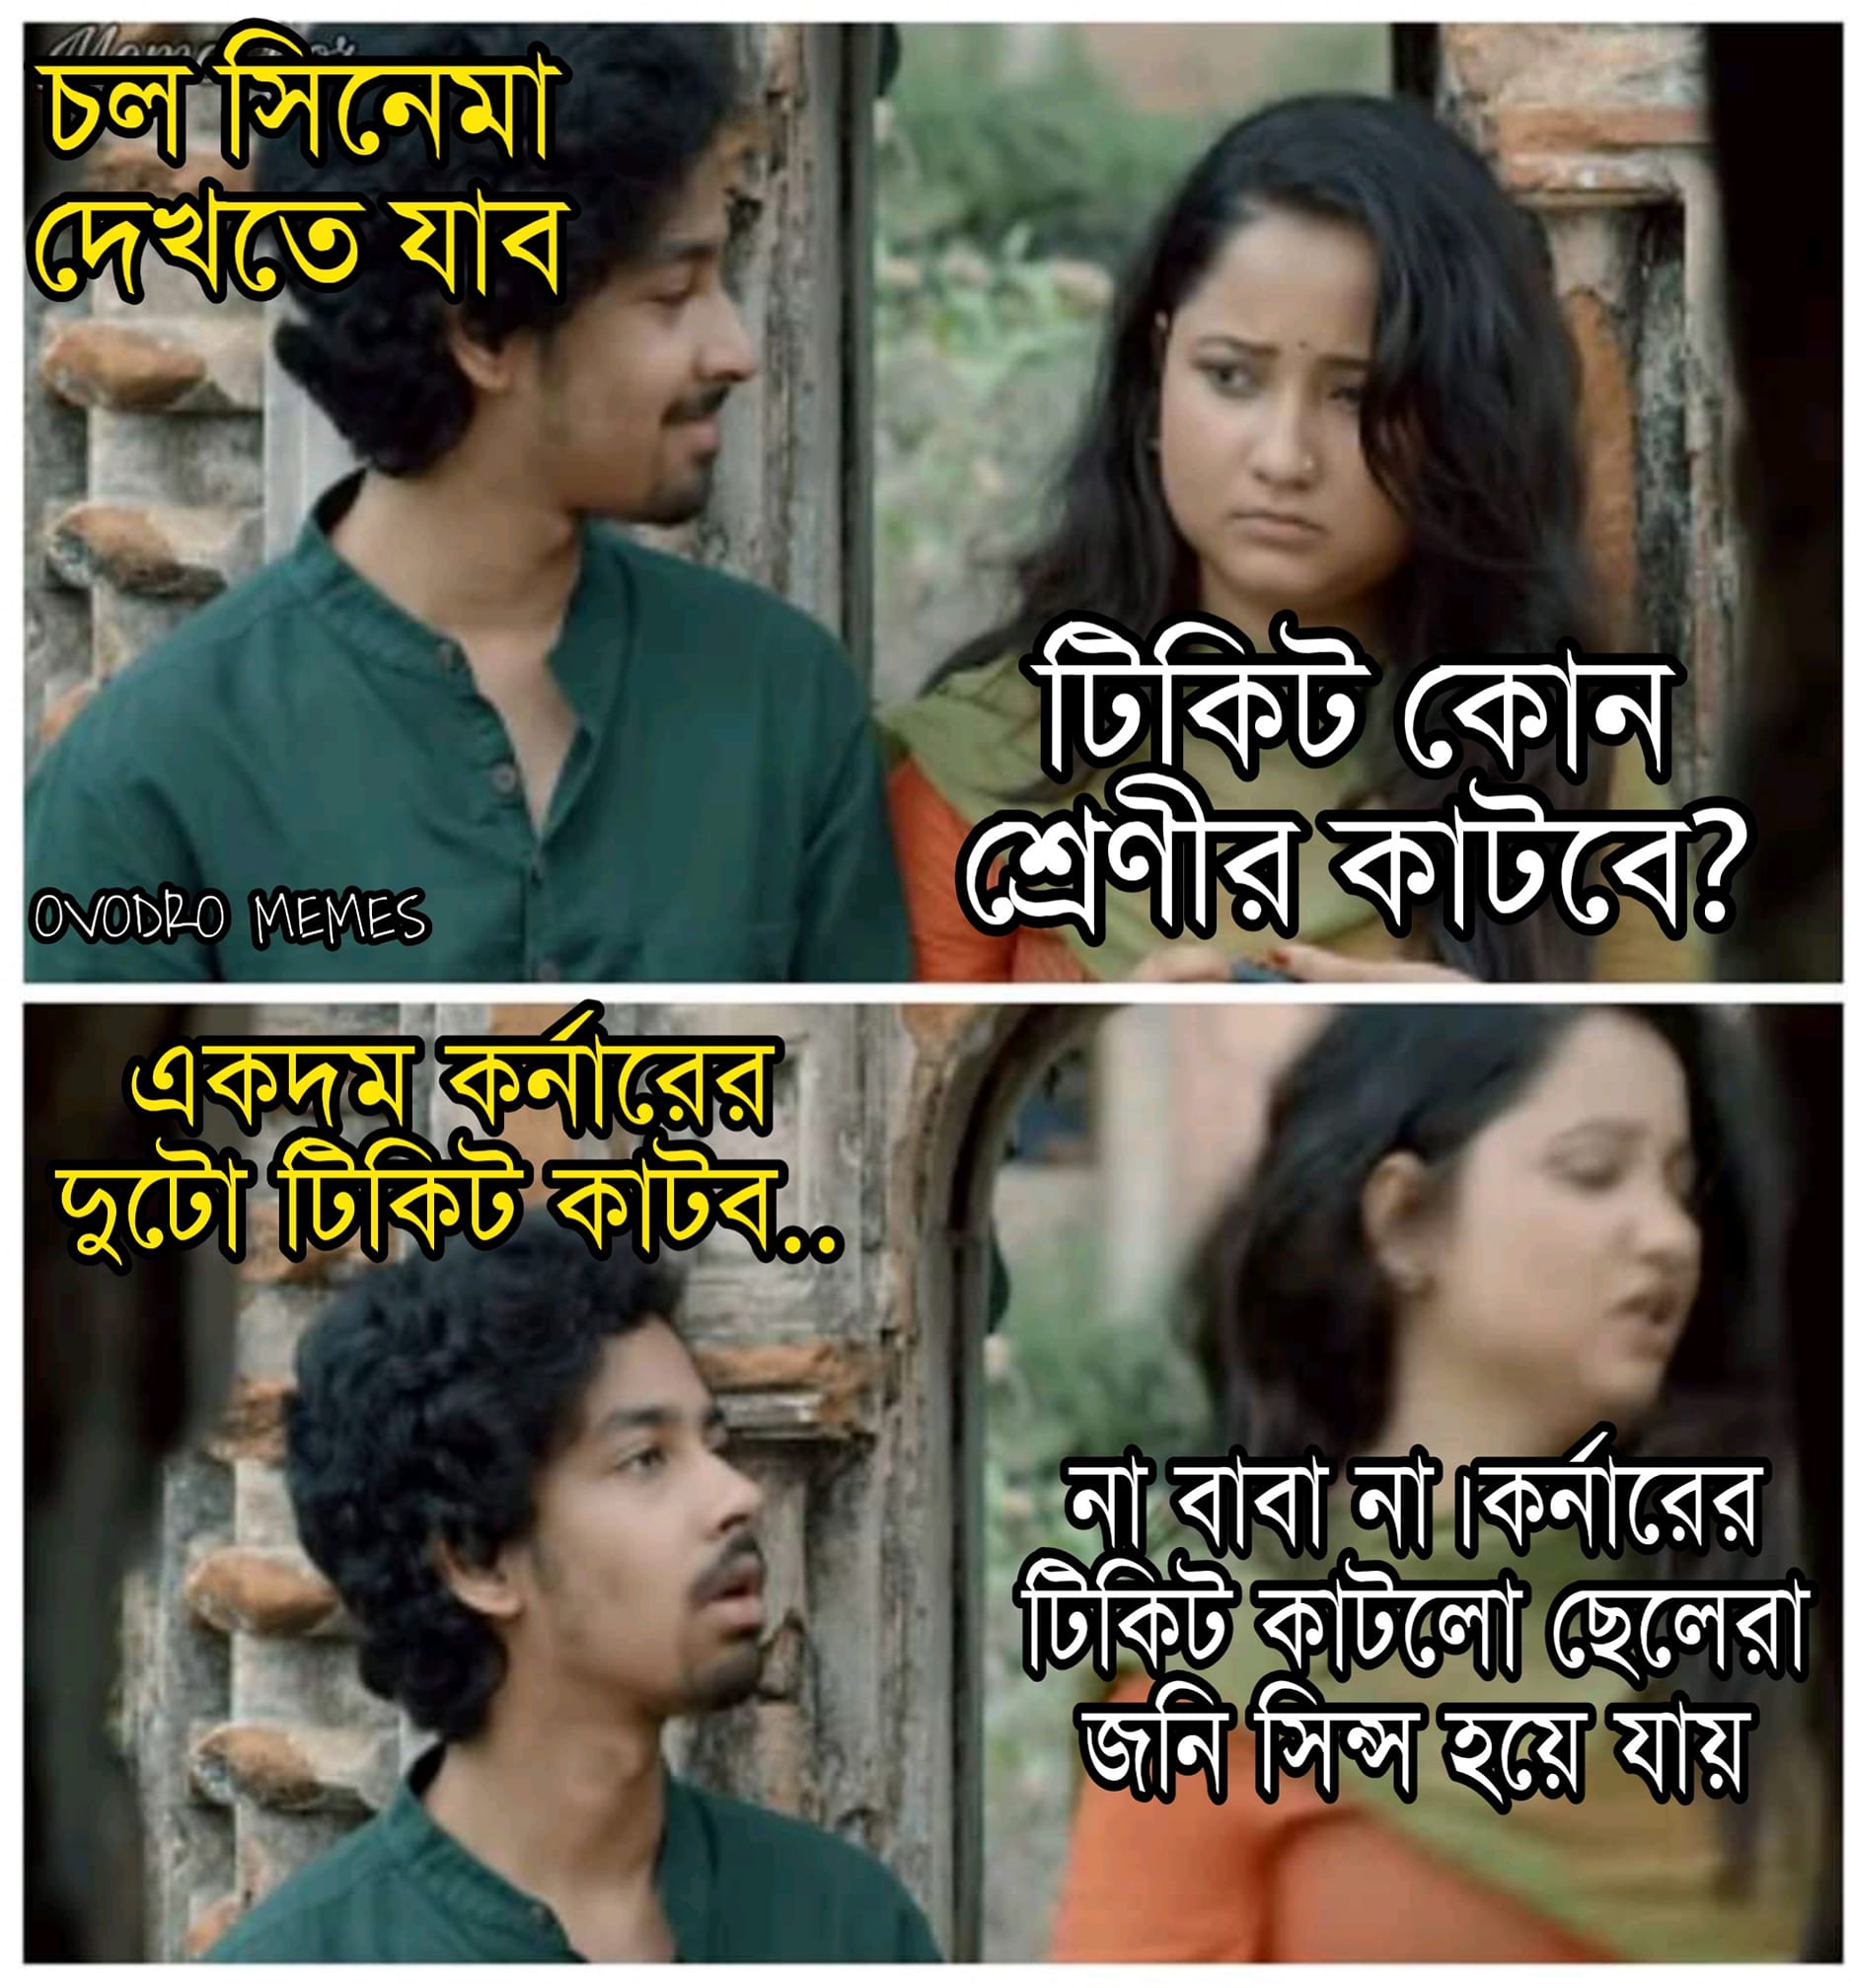 চল সিনেমা
দেখতে যাব
টিকিট কোন
শ্রেণীর কাটবে?
OVODRO MEMES
একদম কর্নারের
দুটো টিকিট কাটব..
না বাবা না।কর্নারের
টিকিট কাটলো ছেলেরা
জনি সিন্স হয়ে যায়